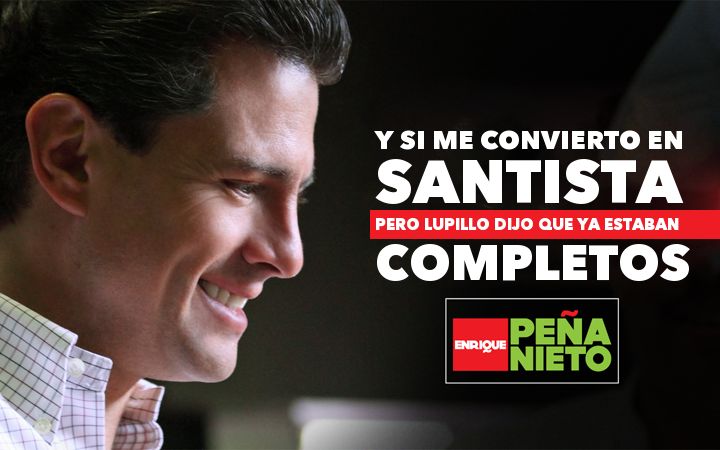 Y SI ME CONVIERTO EN
SANTISTA
PERO LUPILLO DIJO QUE YA ESTABAN
COMPLETOS
ENRIQUE
PEÑA
NIETO